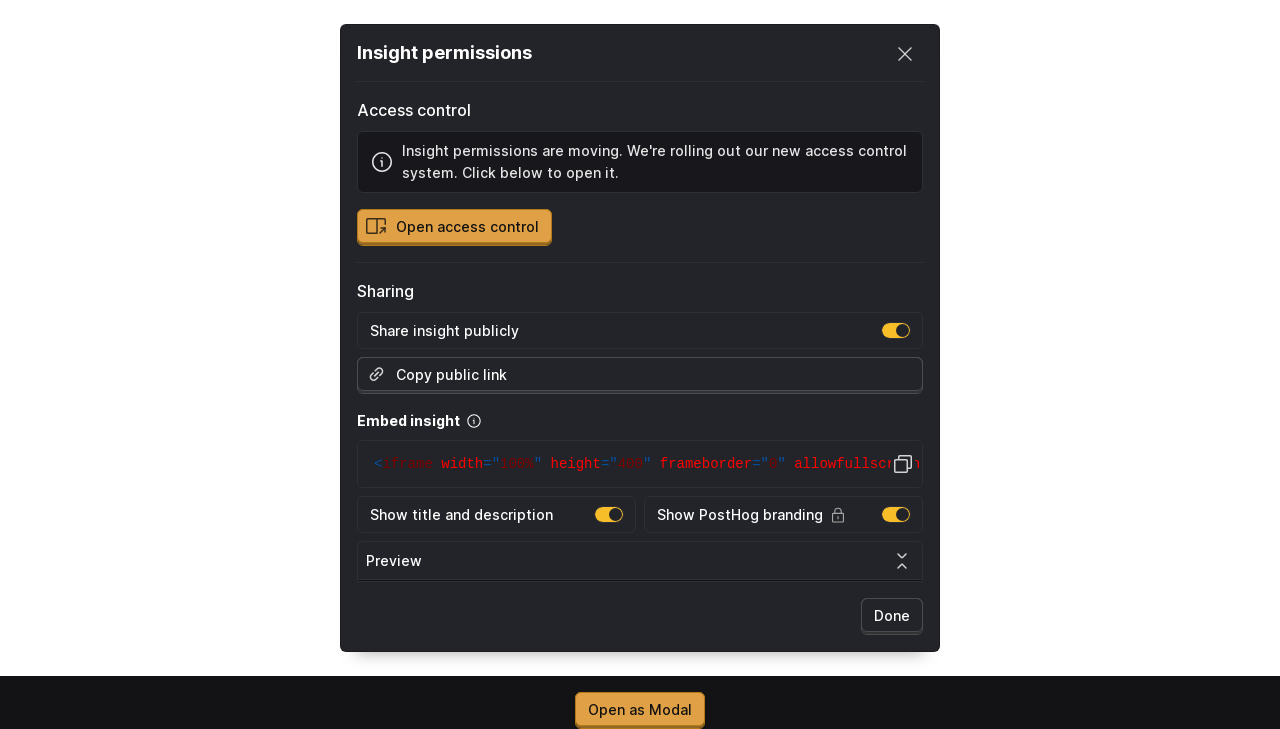 Insight permissions
Access control
Insight permissions are moving. We're rolling out our new access control
system. Click below to open it.
Open access control
Sharing
Share insight publicly
Copy public link
Embed insight
<iframe width="100%" height="400" frameborder="0" allowfullscreen
Show title and description
Show PostHog branding
Preview
Done
Open as Modal